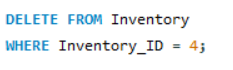 DELETE FROM Inventory
WHERE Inventory_ID = 4;